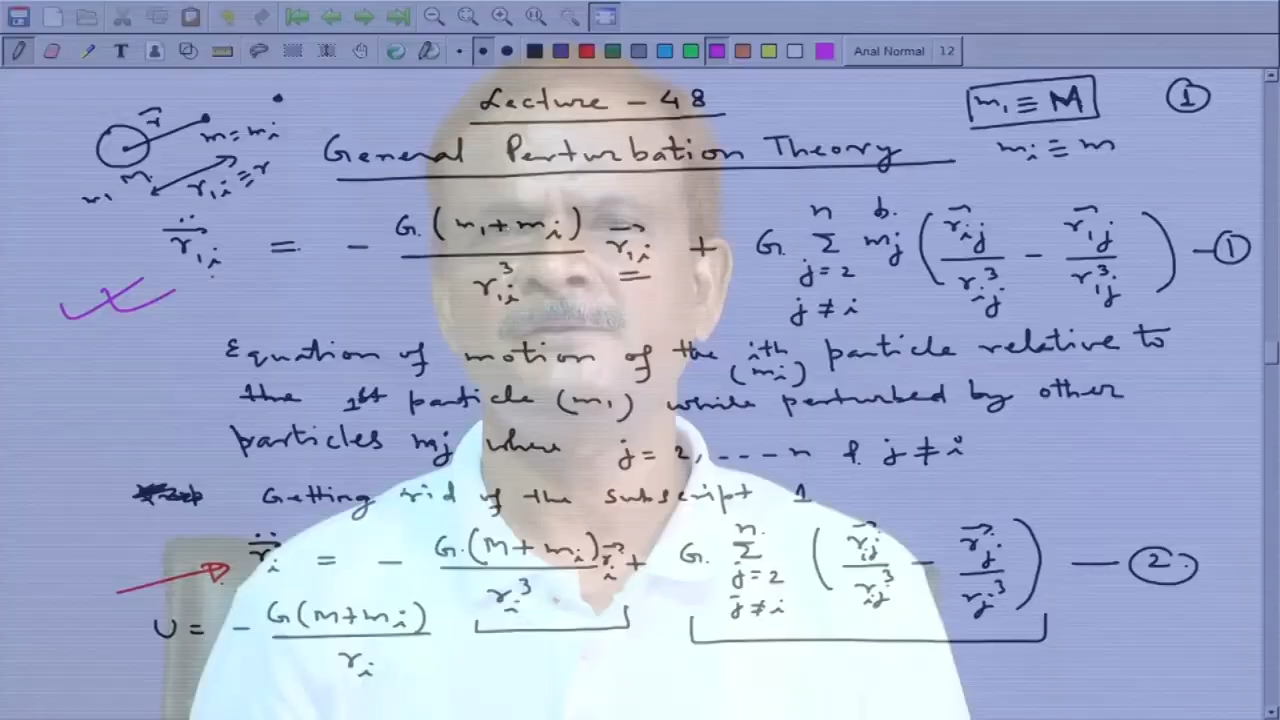 Anal Normal 12
Lecture - 48
m₁ ≡ M
①
General Perturbation Theory
mᵢ ≡ m
r⃗
m = mᵢ
M
m₁
r₁ᵢ ≡ r
r̈⃗₁ᵢ = - G(m₁+mᵢ)/r₁ᵢ³ r⃗₁ᵢ + G Σ_{j=2, j≠i}^{n} mⱼ ( r⃗ᵢⱼ/rᵢⱼ³ - r⃗₁ⱼ/r₁ⱼ³ ) —①
Equation of motion of the ith particle relative to
(mᵢ)
the 1st particle (m₁) while perturbed by other
particles mj where j = 2, ---- n & j ≠ i
Getting rid of the subscript 1
r̈⃗ᵢ = - G(M+mᵢ)/rᵢ³ r⃗ᵢ + G Σ_{j=2, j≠i}^{n} ( r⃗ᵢⱼ/rᵢⱼ³ - r⃗ⱼ/rⱼ³ ) —②
U = - G(M+mᵢ)/rᵢ